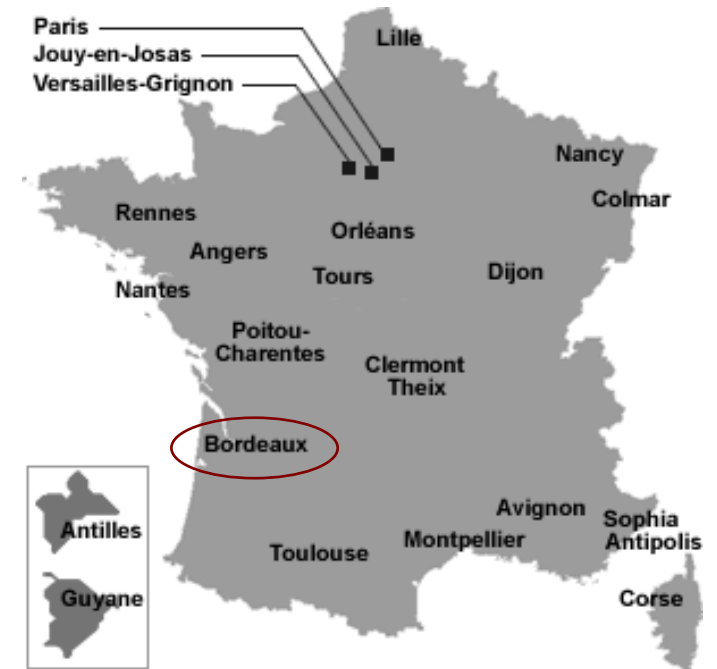 Paris
Jouy-en-Josas
Versailles-Grignon
Lille
Nancy
Colmar
Rennes
Orléans
Angers
Tours
Dijon
Nantes
Poitou-
Charentes
Clermont
Theix
Bordeaux
Avignon
Sophia
Antipolis
Montpellier
Toulouse
Antilles
Guyane
Corse